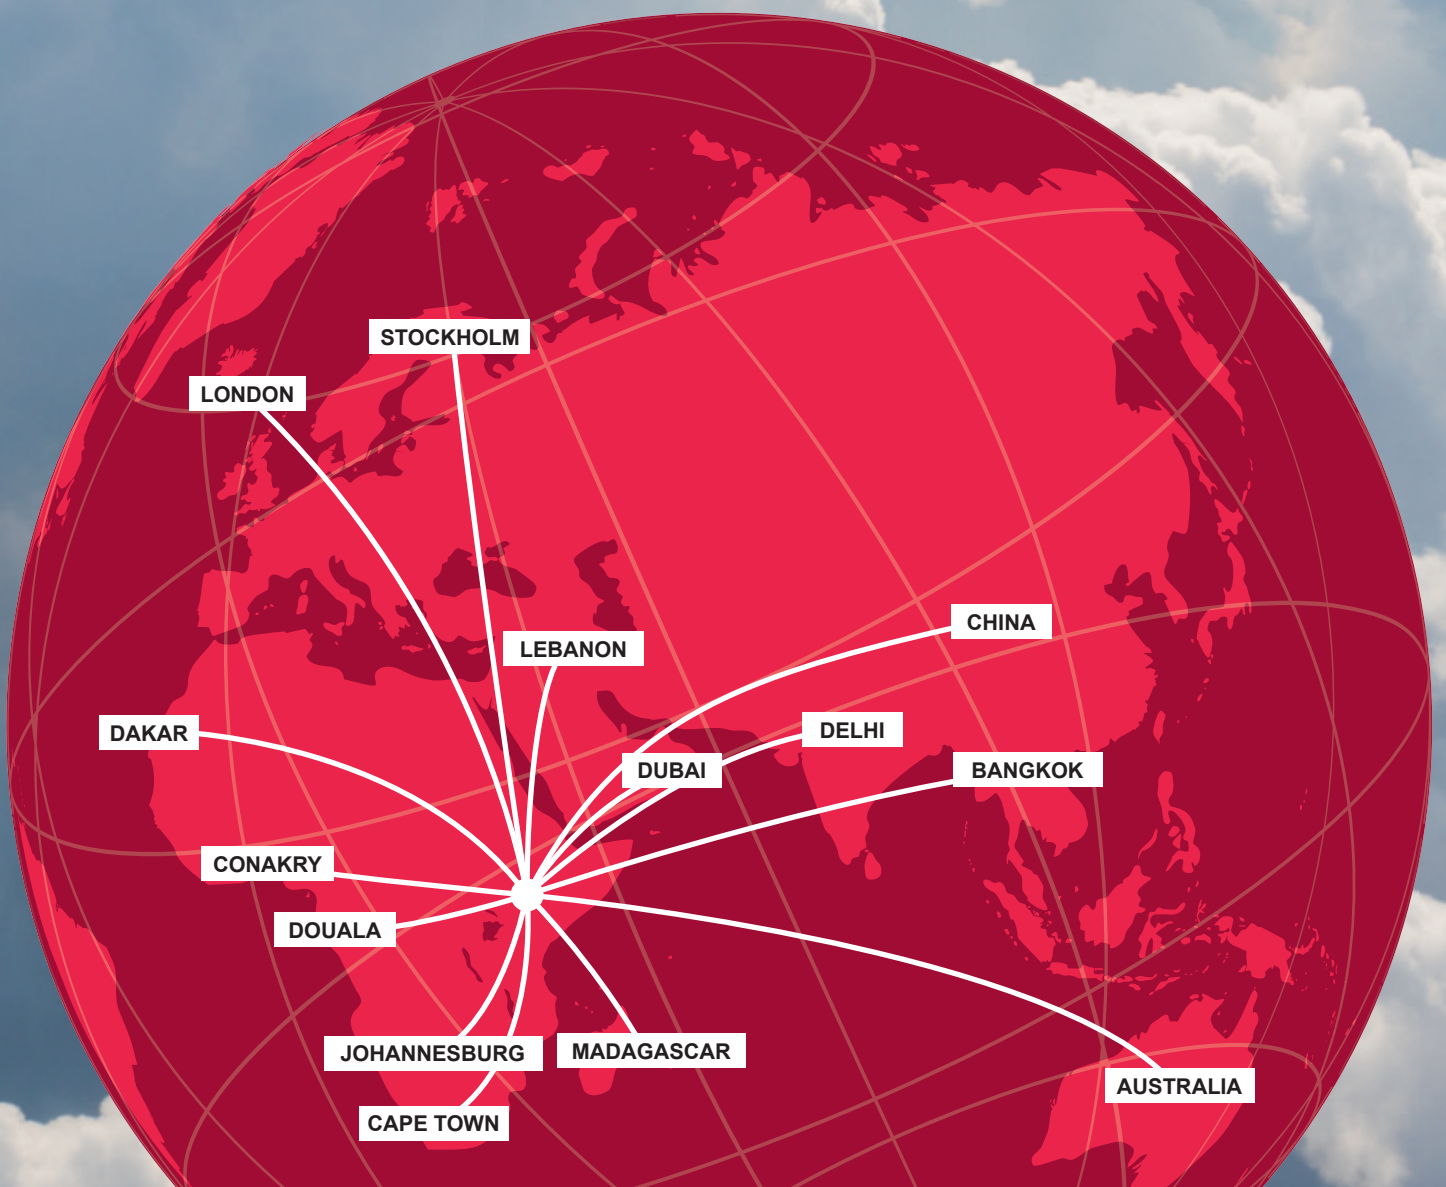 STOCKHOLM
LONDON
CHINA
LEBANON
DAKAR
DELHI
DUBAI
BANGKOK
CONAKRY
DOUALA
JOHANNESBURG
MADAGASCAR
AUSTRALIA
CAPE TOWN